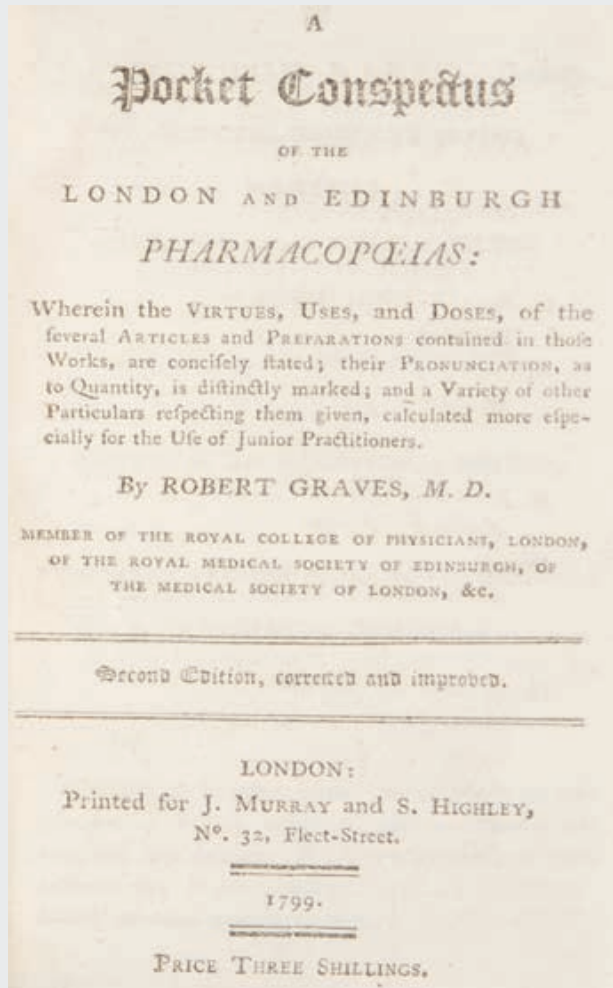 A
Pocket Conspectus
OF THE
LONDON AND EDINBURGH
PHARMACOPŒIAS:
Wherein the VIRTUES, USES, and DOSES, of the
ſeveral ARTICLES and PREPARATIONS contained in thoſe
Works, are conciſely ſtated; their PRONUNCIATION, as
to Quantity, is diſtinctly marked; and a Variety of other
Particulars reſpecting them given, calculated more eſpe-
cially for the Uſe of Junior Practitioners.
By ROBERT GRAVES, M. D.
MEMBER OF THE ROYAL COLLEGE OF PHYSICIANS, LONDON,
OF THE ROYAL MEDICAL SOCIETY OF EDINBURGH, OF
THE MEDICAL SOCIETY OF LONDON, &c.
Second Edition, corrected and improved.
LONDON:
Printed for J. MURRAY and S. HIGHLEY,
Nº. 32, Fleet-Street.
1799.
PRICE THREE SHILLINGS.